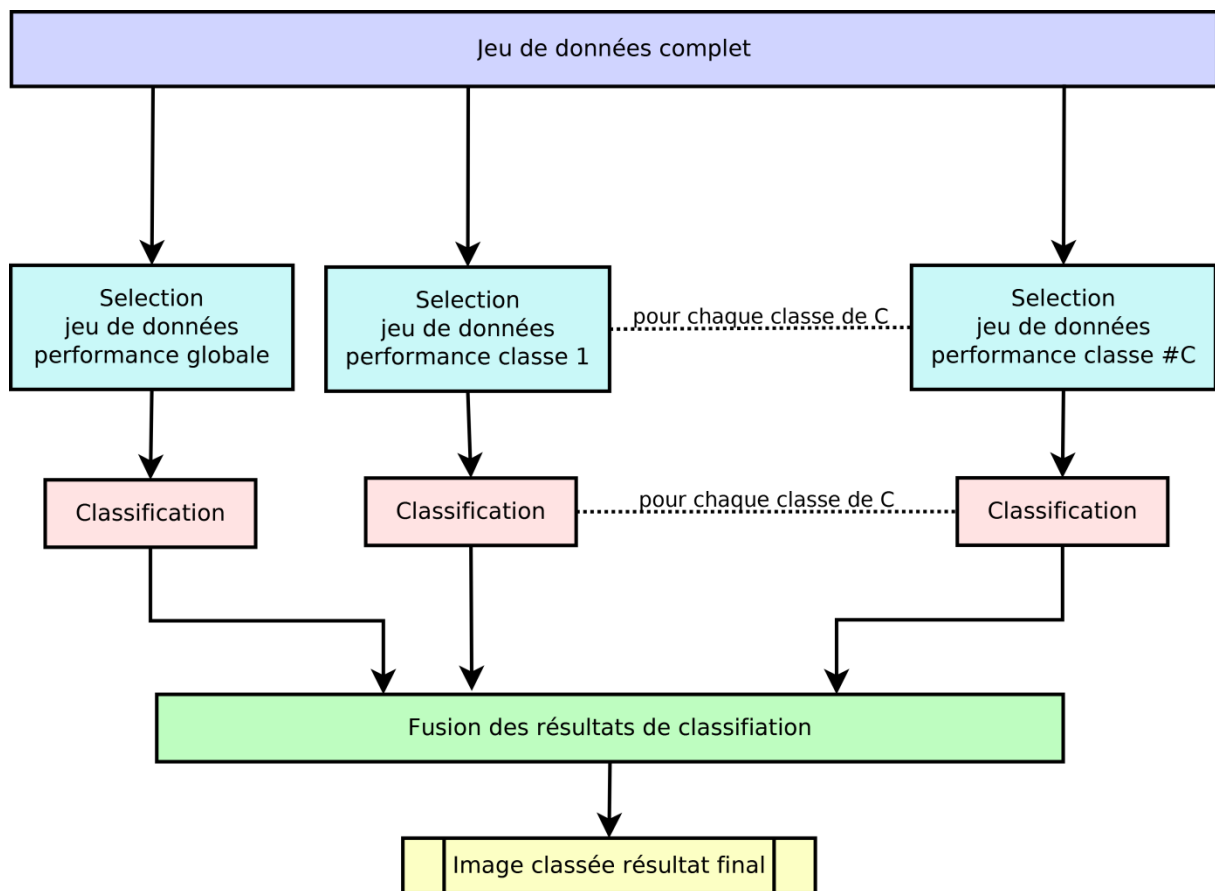 Jeu de données complet
Selection
jeu de données
performance globale
Selection
jeu de données
performance classe 1
pour chaque classe de C
Selection
jeu de données
performance classe #C
Classification
Classification
pour chaque classe de C
Classification
Fusion des résultats de classifiation
Image classée résultat final